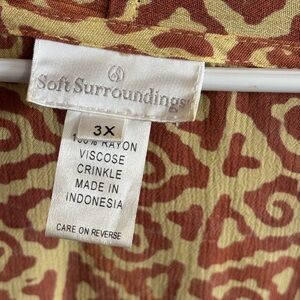 Soft Surroundings
3X
100% RAYON
VISCOSE
CRINKLE
MADE IN
INDONESIA
CARE ON REVERSE